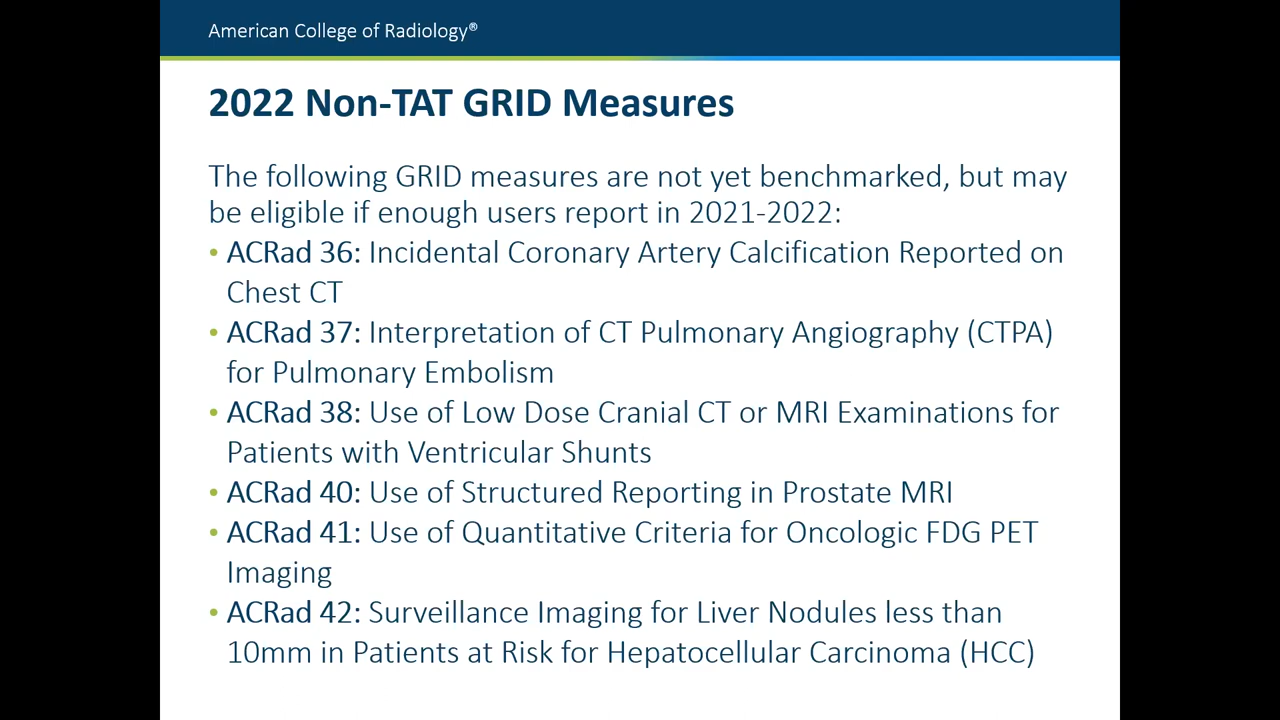 American College of Radiology®
2022 Non-TAT GRID Measures
The following GRID measures are not yet benchmarked, but may
be eligible if enough users report in 2021-2022:
• ACRad 36: Incidental Coronary Artery Calcification Reported on
Chest CT
• ACRad 37: Interpretation of CT Pulmonary Angiography (CTPA)
for Pulmonary Embolism
• ACRad 38: Use of Low Dose Cranial CT or MRI Examinations for
Patients with Ventricular Shunts
• ACRad 40: Use of Structured Reporting in Prostate MRI
• ACRad 41: Use of Quantitative Criteria for Oncologic FDG PET
Imaging
• ACRad 42: Surveillance Imaging for Liver Nodules less than
10mm in Patients at Risk for Hepatocellular Carcinoma (HCC)